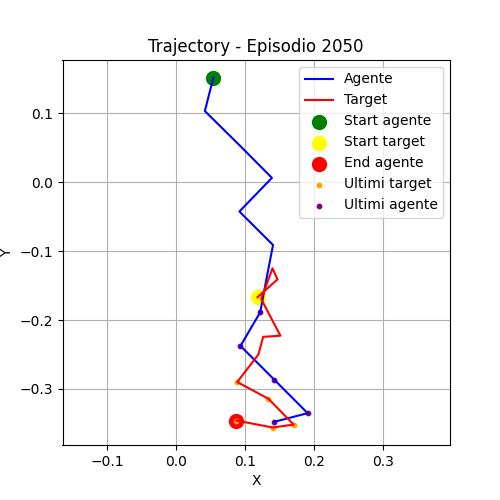 Trajectory - Episodio 2050
Agente
Target
Start agente
Start target
End agente
Ultimi target
Ultimi agente
Y
0.1
0.0
−0.1
−0.2
−0.3
−0.1
0.0
0.1
0.2
0.3
X